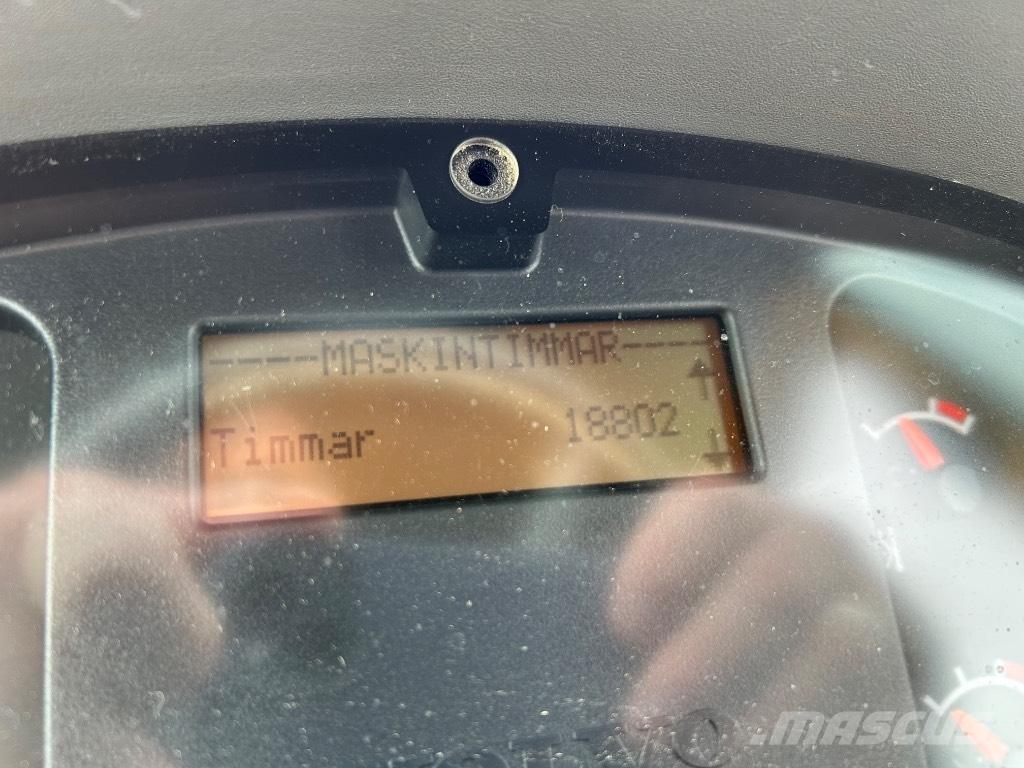 ----MASKINTIMMAR----
Timmar 18802
MASCUS